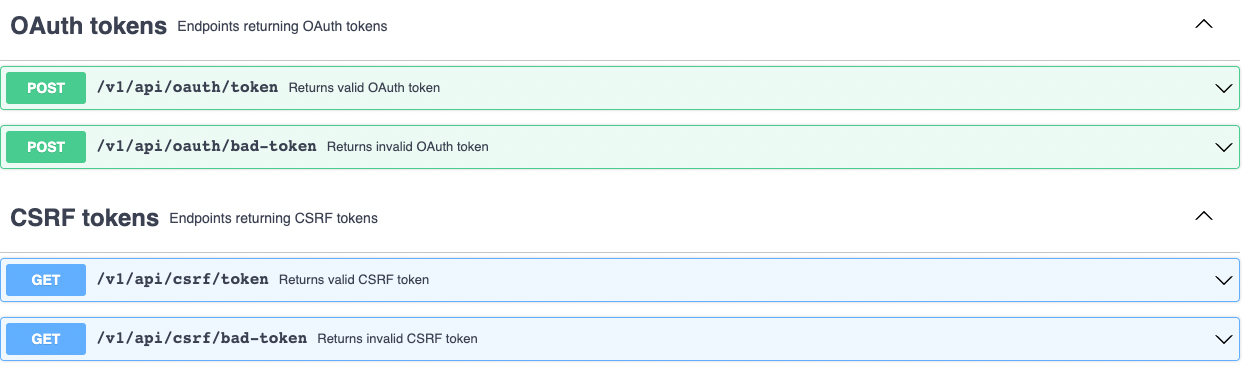 OAuth tokens Endpoints returning OAuth tokens
POST /v1/api/oauth/token Returns valid OAuth token
POST /v1/api/oauth/bad-token Returns invalid OAuth token
CSRF tokens Endpoints returning CSRF tokens
GET /v1/api/csrf/token Returns valid CSRF token
GET /v1/api/csrf/bad-token Returns invalid CSRF token